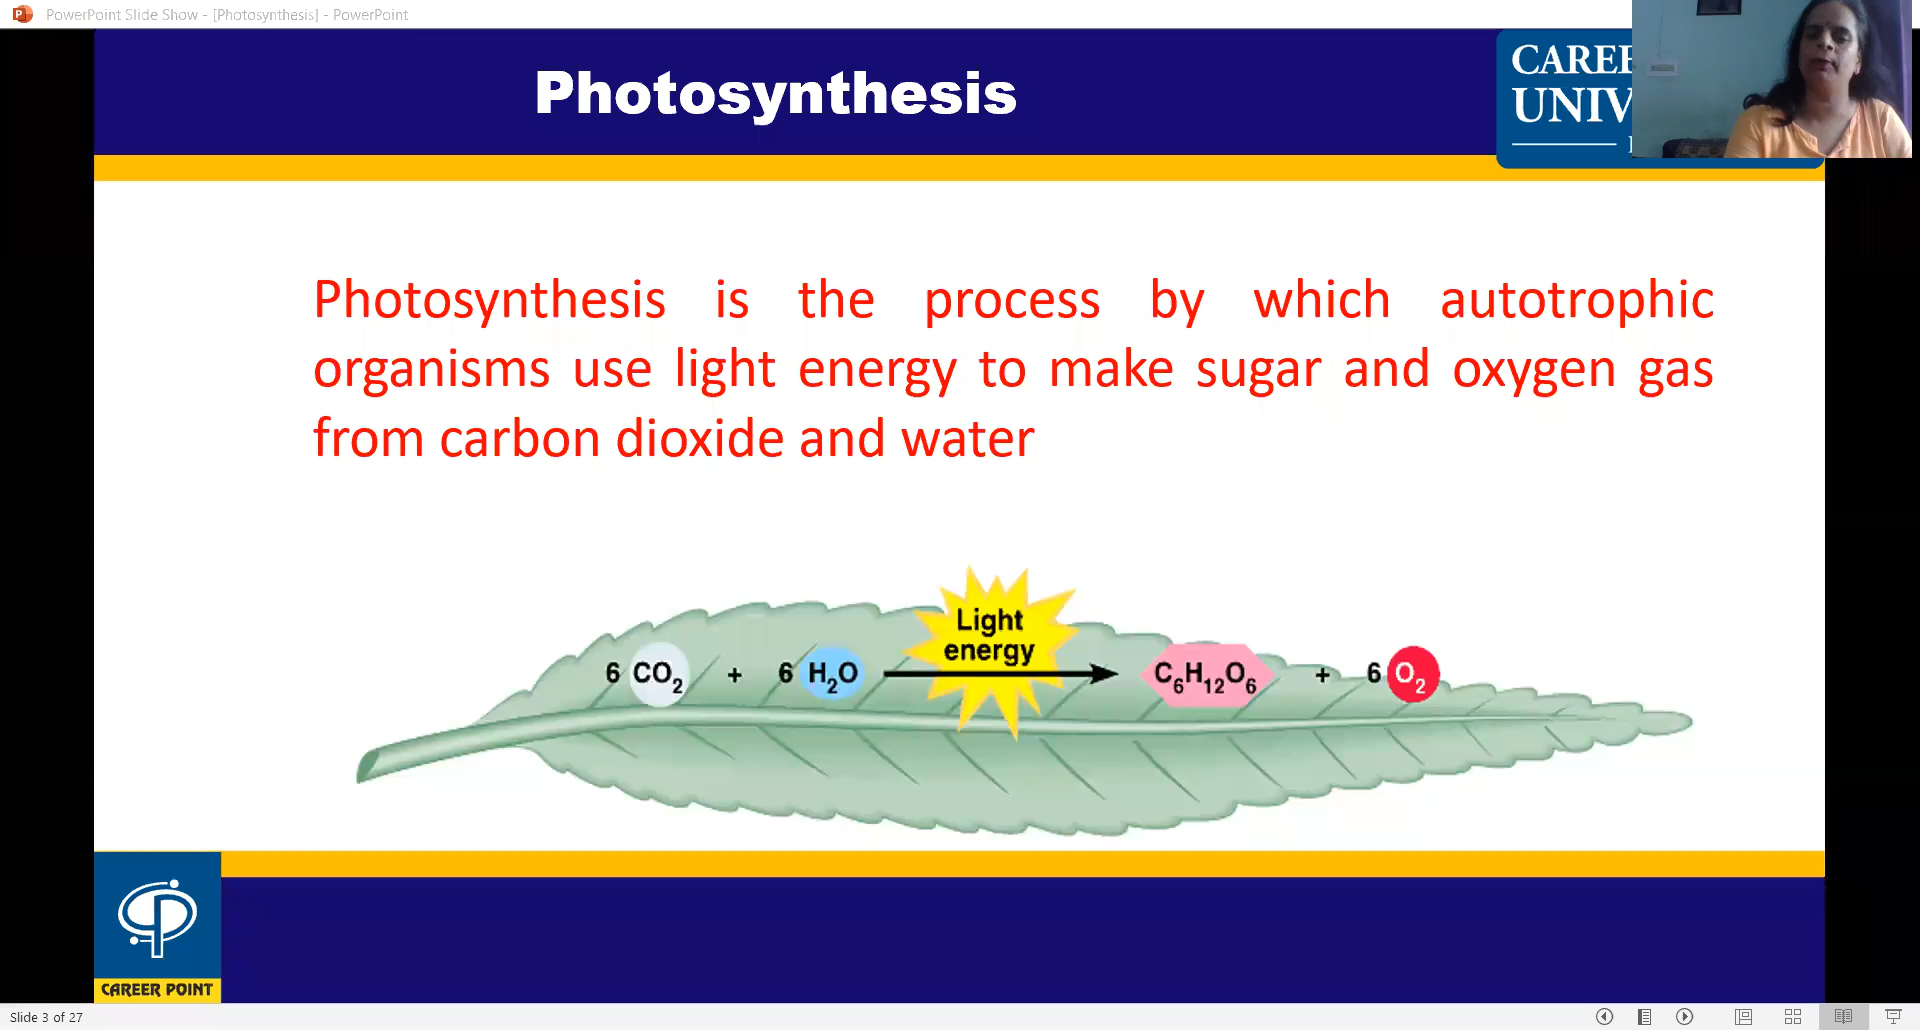 PowerPoint Slide Show - [Photosynthesis] - PowerPoint
Photosynthesis
UNIV
Photosynthesis is the process by which autotrophic
organisms use light energy to make sugar and oxygen gas
from carbon dioxide and water
Light
energy
6 CO₂ + 6 H₂O C₆H₁₂O₆ + 6 O₂
CAREER POINT
Slide 3 of 27